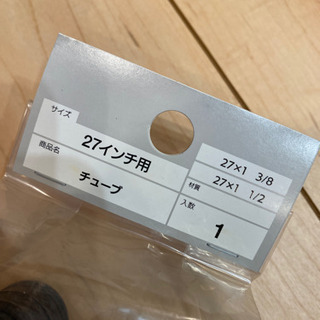 サイズ
27インチ用
27×1 3/8
27×1 1/2
商品名
チューブ
材質
入数
1